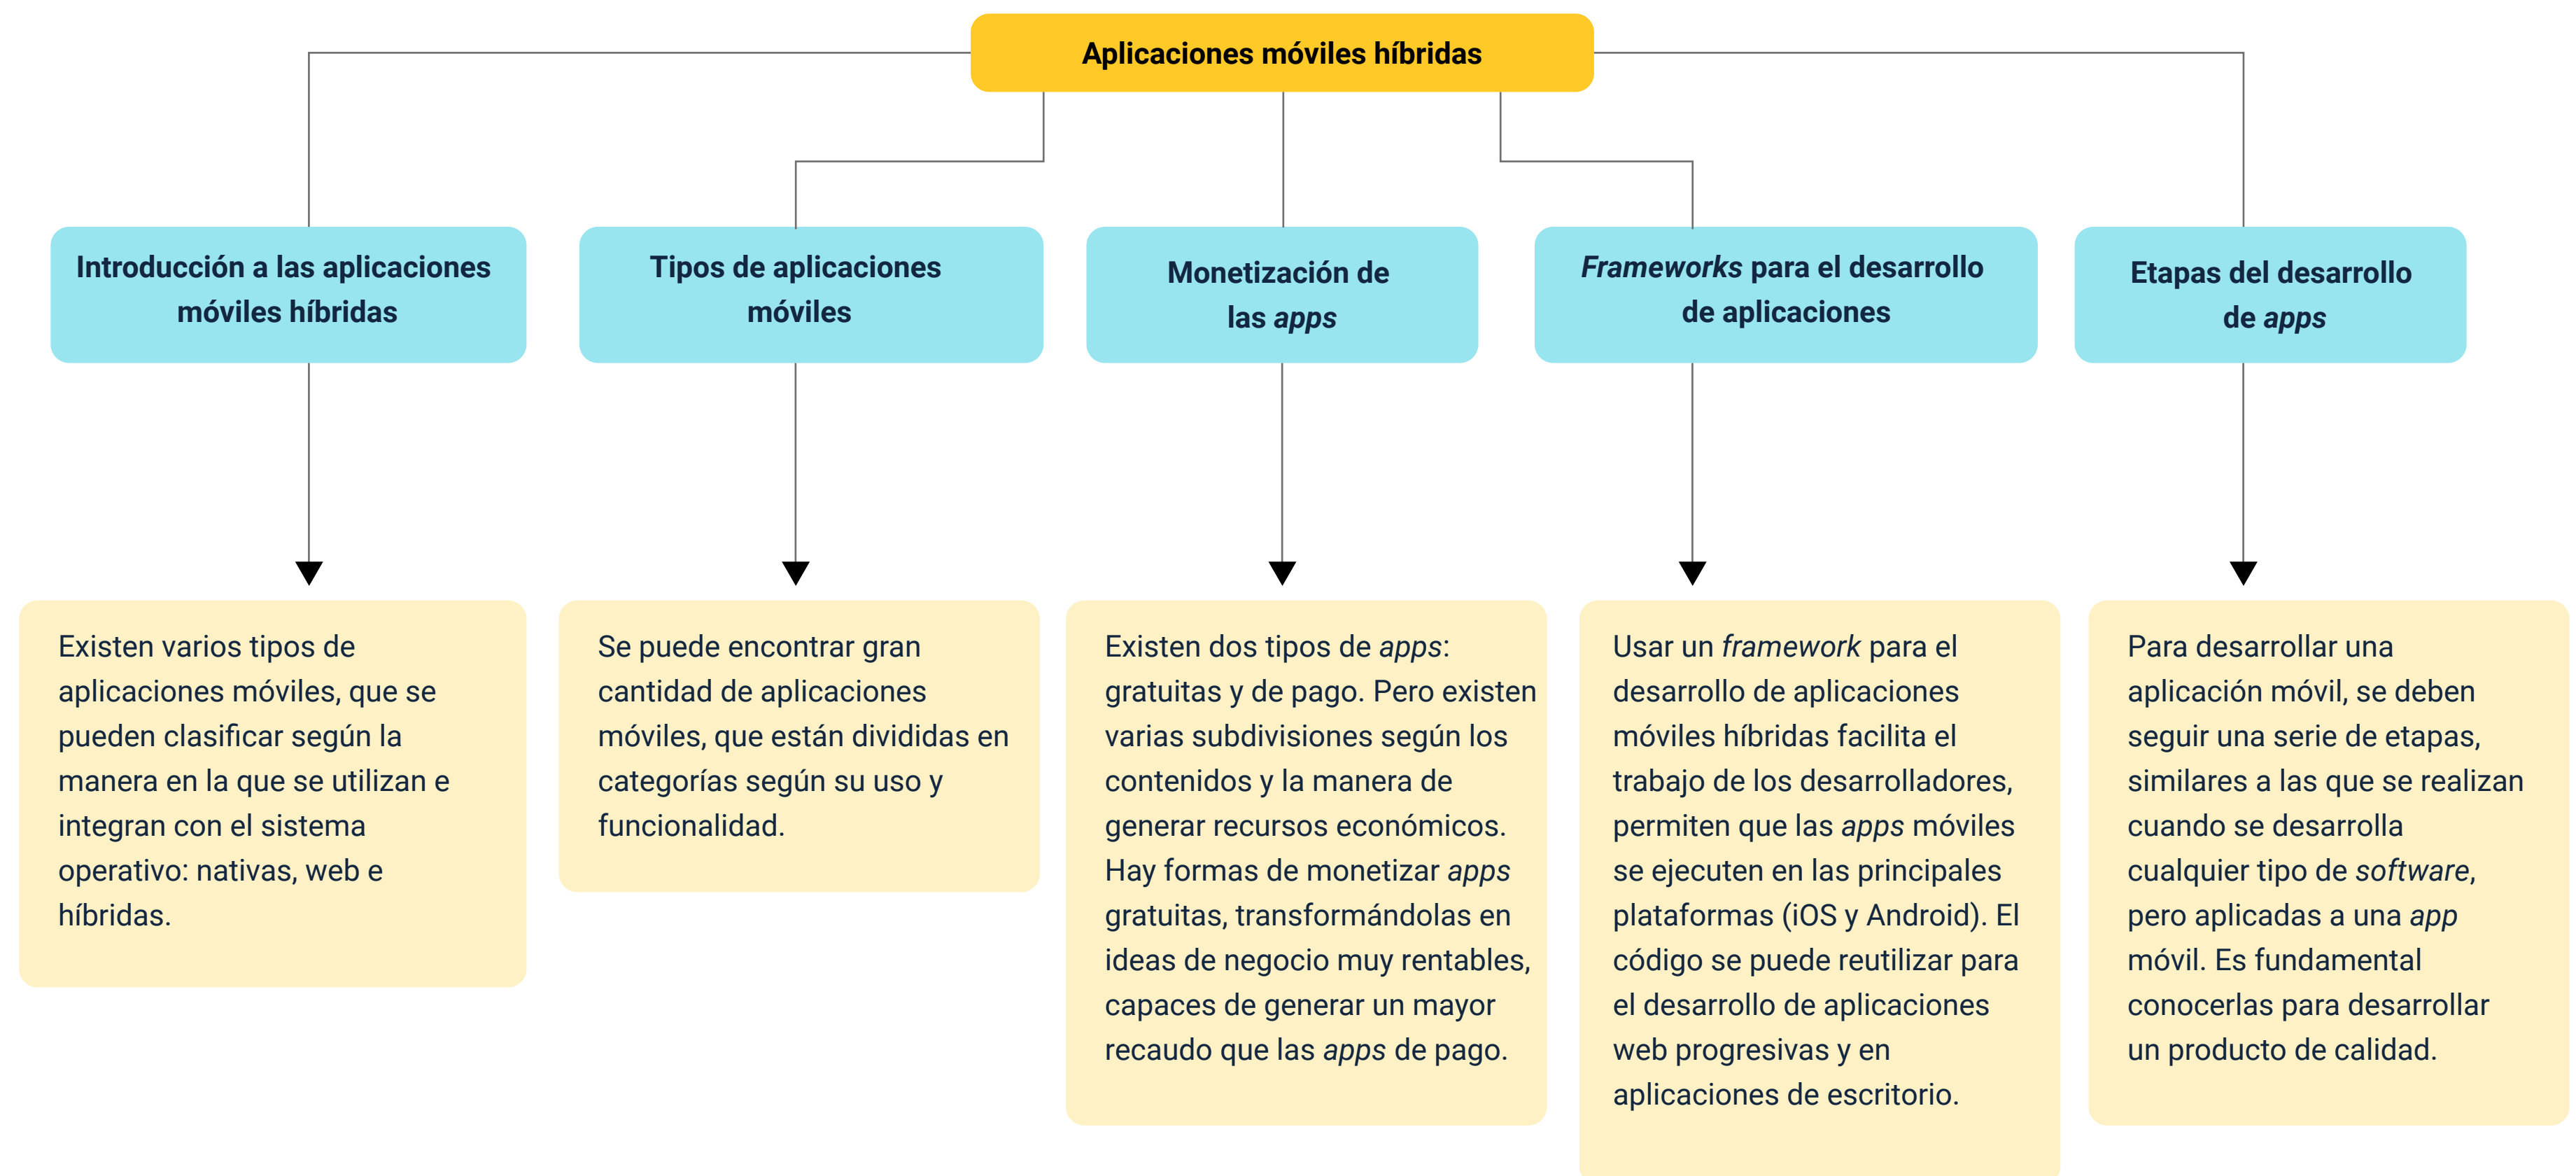 Aplicaciones móviles híbridas
Introducción a las aplicaciones
móviles híbridas
Tipos de aplicaciones
móviles
Monetización de
las apps
Frameworks para el desarrollo
de aplicaciones
Etapas del desarrollo
de apps
Existen varios tipos de
aplicaciones móviles, que se
pueden clasificar según la
manera en la que se utilizan e
integran con el sistema
operativo: nativas, web e
híbridas.
Se puede encontrar gran
cantidad de aplicaciones
móviles, que están divididas en
categorías según su uso y
funcionalidad.
Existen dos tipos de apps:
gratuitas y de pago. Pero existen
varias subdivisiones según los
contenidos y la manera de
generar recursos económicos.
Hay formas de monetizar apps
gratuitas, transformándolas en
ideas de negocio muy rentables,
capaces de generar un mayor
recaudo que las apps de pago.
Usar un framework para el
desarrollo de aplicaciones
móviles híbridas facilita el
trabajo de los desarrolladores,
permiten que las apps móviles
se ejecuten en las principales
plataformas (iOS y Android). El
código se puede reutilizar para
el desarrollo de aplicaciones
web progresivas y en
aplicaciones de escritorio.
Para desarrollar una
aplicación móvil, se deben
seguir una serie de etapas,
similares a las que se realizan
cuando se desarrolla
cualquier tipo de software,
pero aplicadas a una app
móvil. Es fundamental
conocerlas para desarrollar
un producto de calidad.